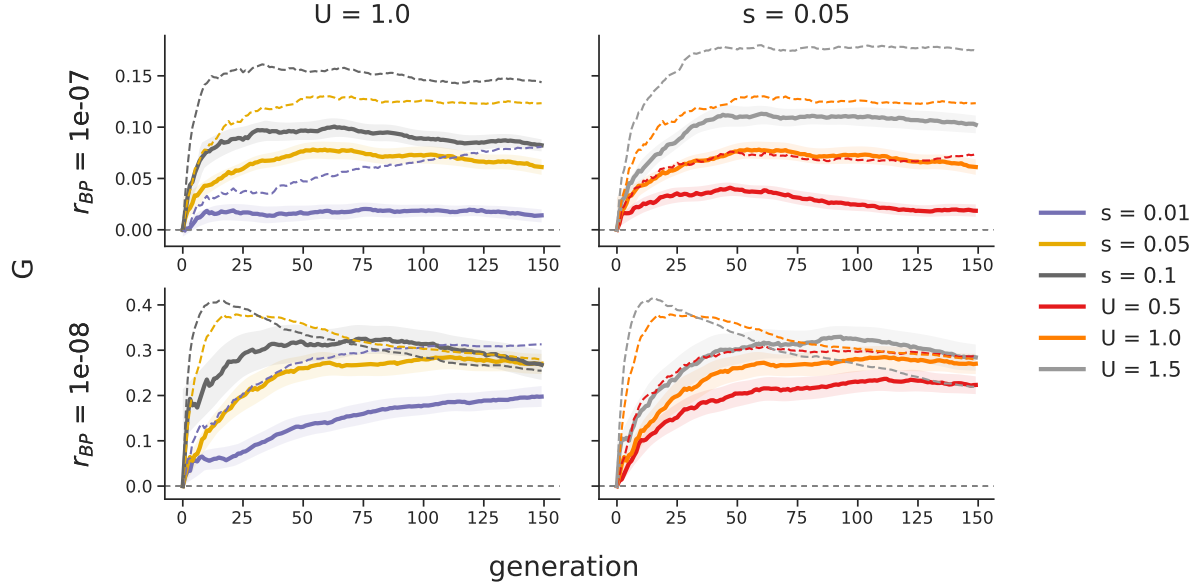 U = 1.0
s = 0.05
r_BP = 1e-07
0.15
0.10
0.05
0.00
0 25 50 75 100 125 150
0 25 50 75 100 125 150
G
s = 0.01
s = 0.05
s = 0.1
U = 0.5
U = 1.0
U = 1.5
r_BP = 1e-08
0.4
0.3
0.2
0.1
0.0
0 25 50 75 100 125 150
0 25 50 75 100 125 150
generation